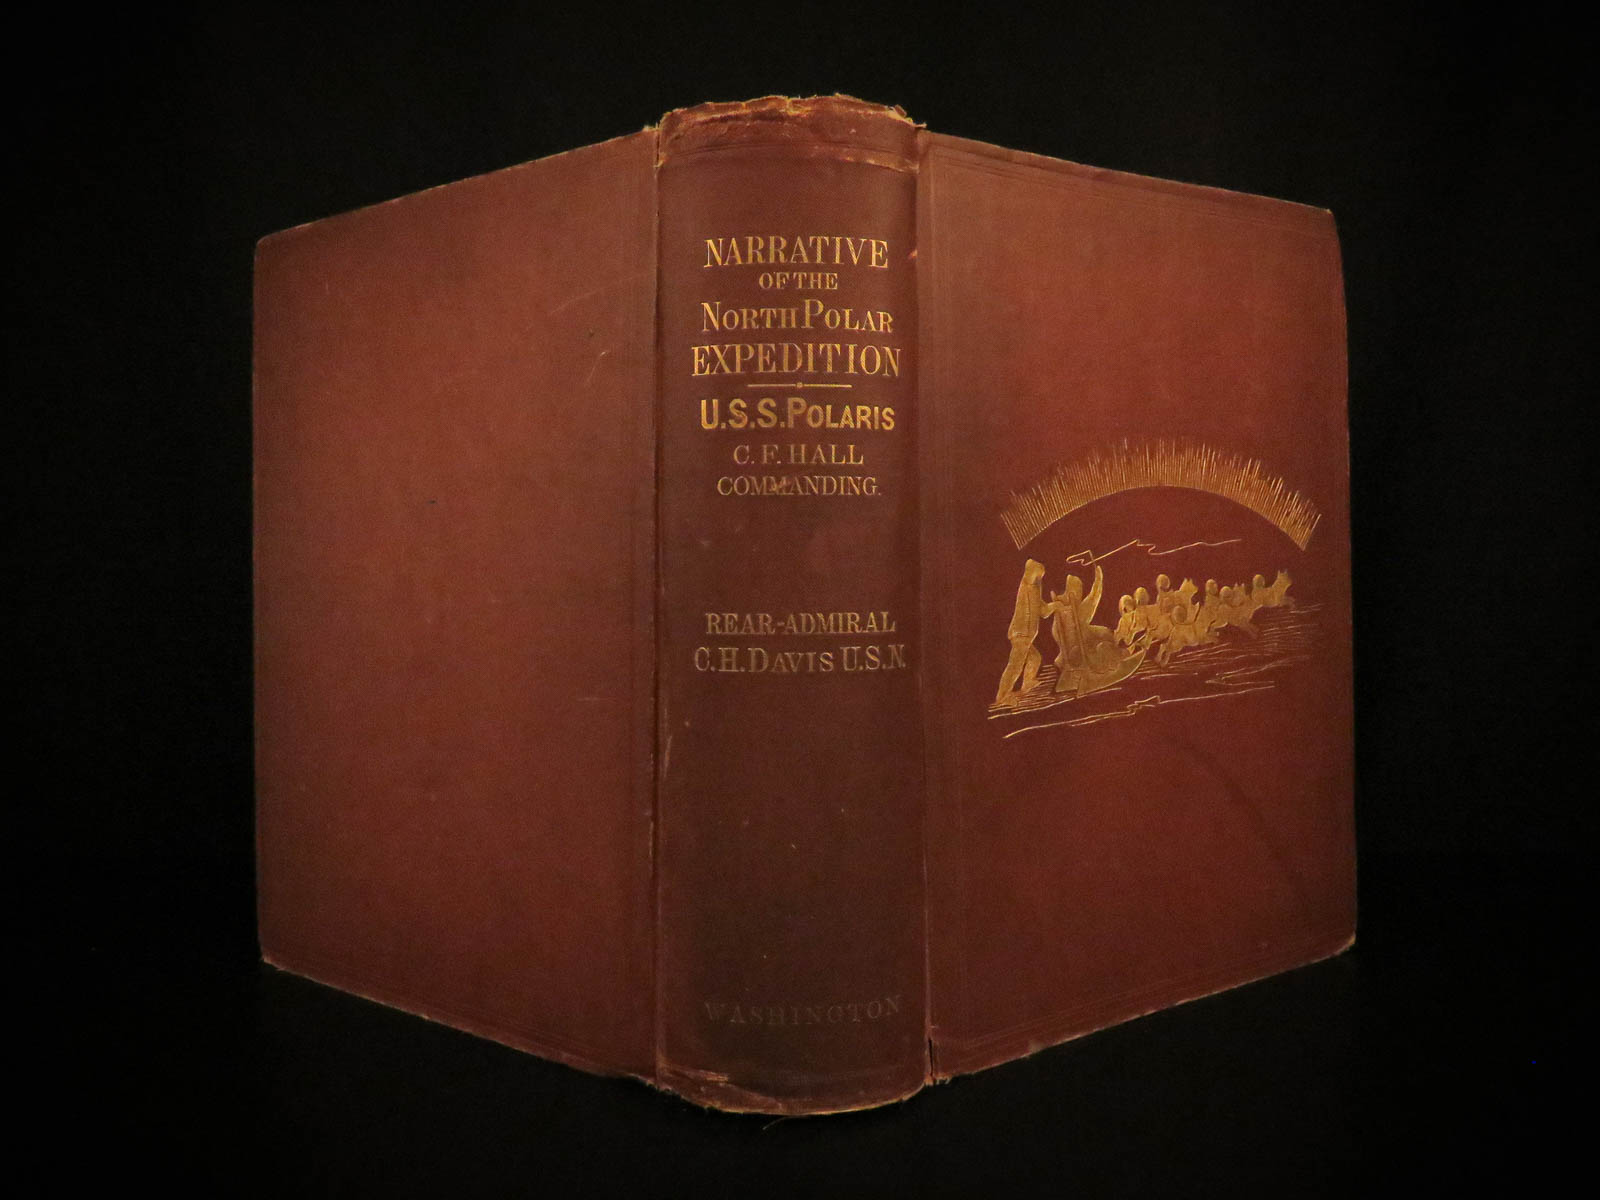 NARRATIVE
OF THE
NORTH POLAR
EXPEDITION
U.S.S. POLARIS
C. F. HALL
COMMANDING.
REAR-ADMIRAL
C. H. DAVIS U.S.N.
WASHINGTON